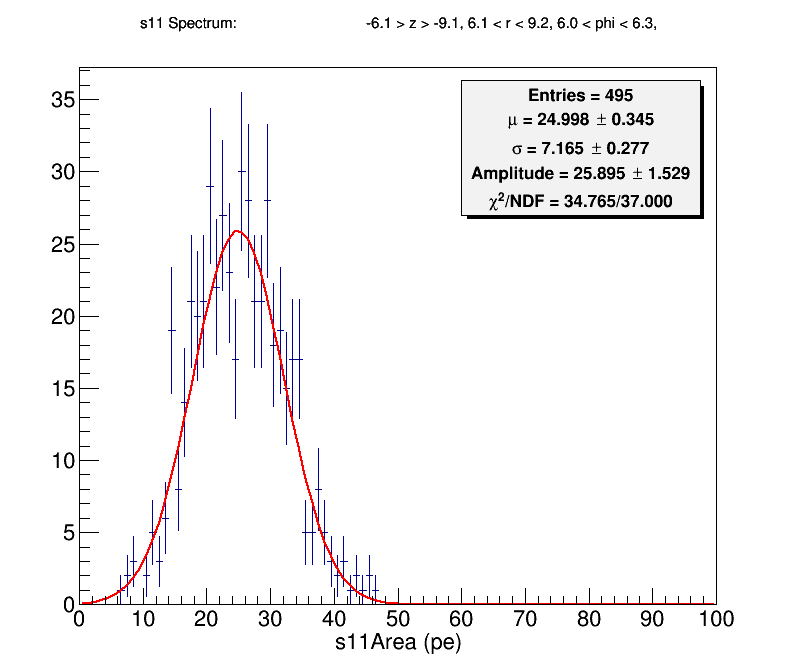 s11 Spectrum: -6.1 > z > -9.1, 6.1 < r < 9.2, 6.0 < phi < 6.3,
Entries = 495
μ = 24.998 ± 0.345
σ = 7.165 ± 0.277
Amplitude = 25.895 ± 1.529
χ²/NDF = 34.765/37.000
35
30
25
20
15
10
5
0
0 10 20 30 40 50 60 70 80 90 100
s11Area (pe)